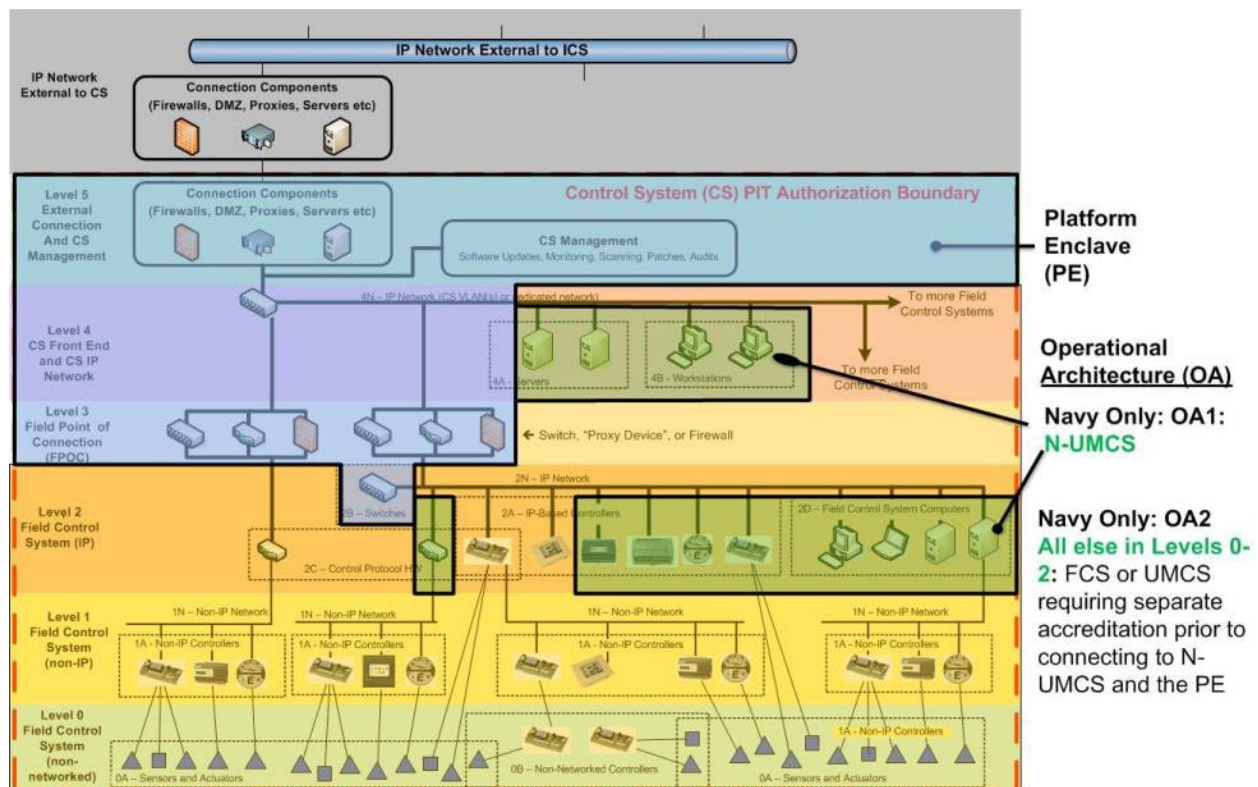 IP Network External to ICS
IP Network
External to CS
Connection Components
(Firewalls, DMZ, Proxies, Servers etc)
Level 5
External
Connection
And CS
Management
Connection Components
(Firewalls, DMZ, Proxies, Servers etc)
Control System (CS) PIT Authorization Boundary
CS Management
Software Updates, Monitoring, Scanning, Patches, Audits
Platform
Enclave
(PE)
4N – IP Network (CS VLAN(s) or dedicated network)
To more Field
Control Systems
Level 4
CS Front End
and CS IP
Network
4A - Servers
4B - Workstations
To more Field
Control Systems
Operational
Architecture (OA)
Navy Only: OA1:
N-UMCS
Level 3
Field Point of
Connection
(FPOC)
← Switch, "Proxy Device", or Firewall
2N – IP Network
Level 2
Field Control
System (IP)
2B – Switches
2A – IP-Based Controllers
2D – Field Control System Computers
2C – Control Protocol H/W
Navy Only: OA2
All else in Levels 0-
2: FCS or UMCS
requiring separate
accreditation prior to
connecting to N-
UMCS and the PE
Level 1
Field Control
System
(non-IP)
1N – Non-IP Network
1N – Non-IP Network
1N – Non-IP Network
1N – Non-IP Network
1A - Non-IP Controllers
1A - Non-IP Controllers
1A - Non-IP Controllers
1A - Non-IP Controllers
Level 0
Field Control
System
(non-
networked)
1A - Non-IP Controllers
0A – Sensors and Actuators
0B – Non-Networked Controllers
0A – Sensors and Actuators